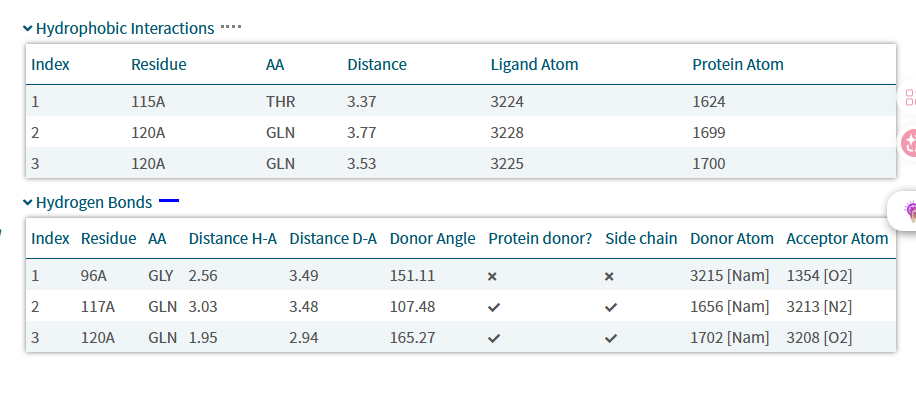 Hydrophobic Interactions
Index Residue AA Distance Ligand Atom Protein Atom
1 115A THR 3.37 3224 1624
2 120A GLN 3.77 3228 1699
3 120A GLN 3.53 3225 1700
Hydrogen Bonds
Index Residue AA Distance H-A Distance D-A Donor Angle Protein donor? Side chain Donor Atom Acceptor Atom
1 96A GLY 2.56 3.49 151.11 × × 3215 [Nam] 1354 [O2]
2 117A GLN 3.03 3.48 107.48 ✓ ✓ 1656 [Nam] 3213 [N2]
3 120A GLN 1.95 2.94 165.27 ✓ ✓ 1702 [Nam] 3208 [O2]